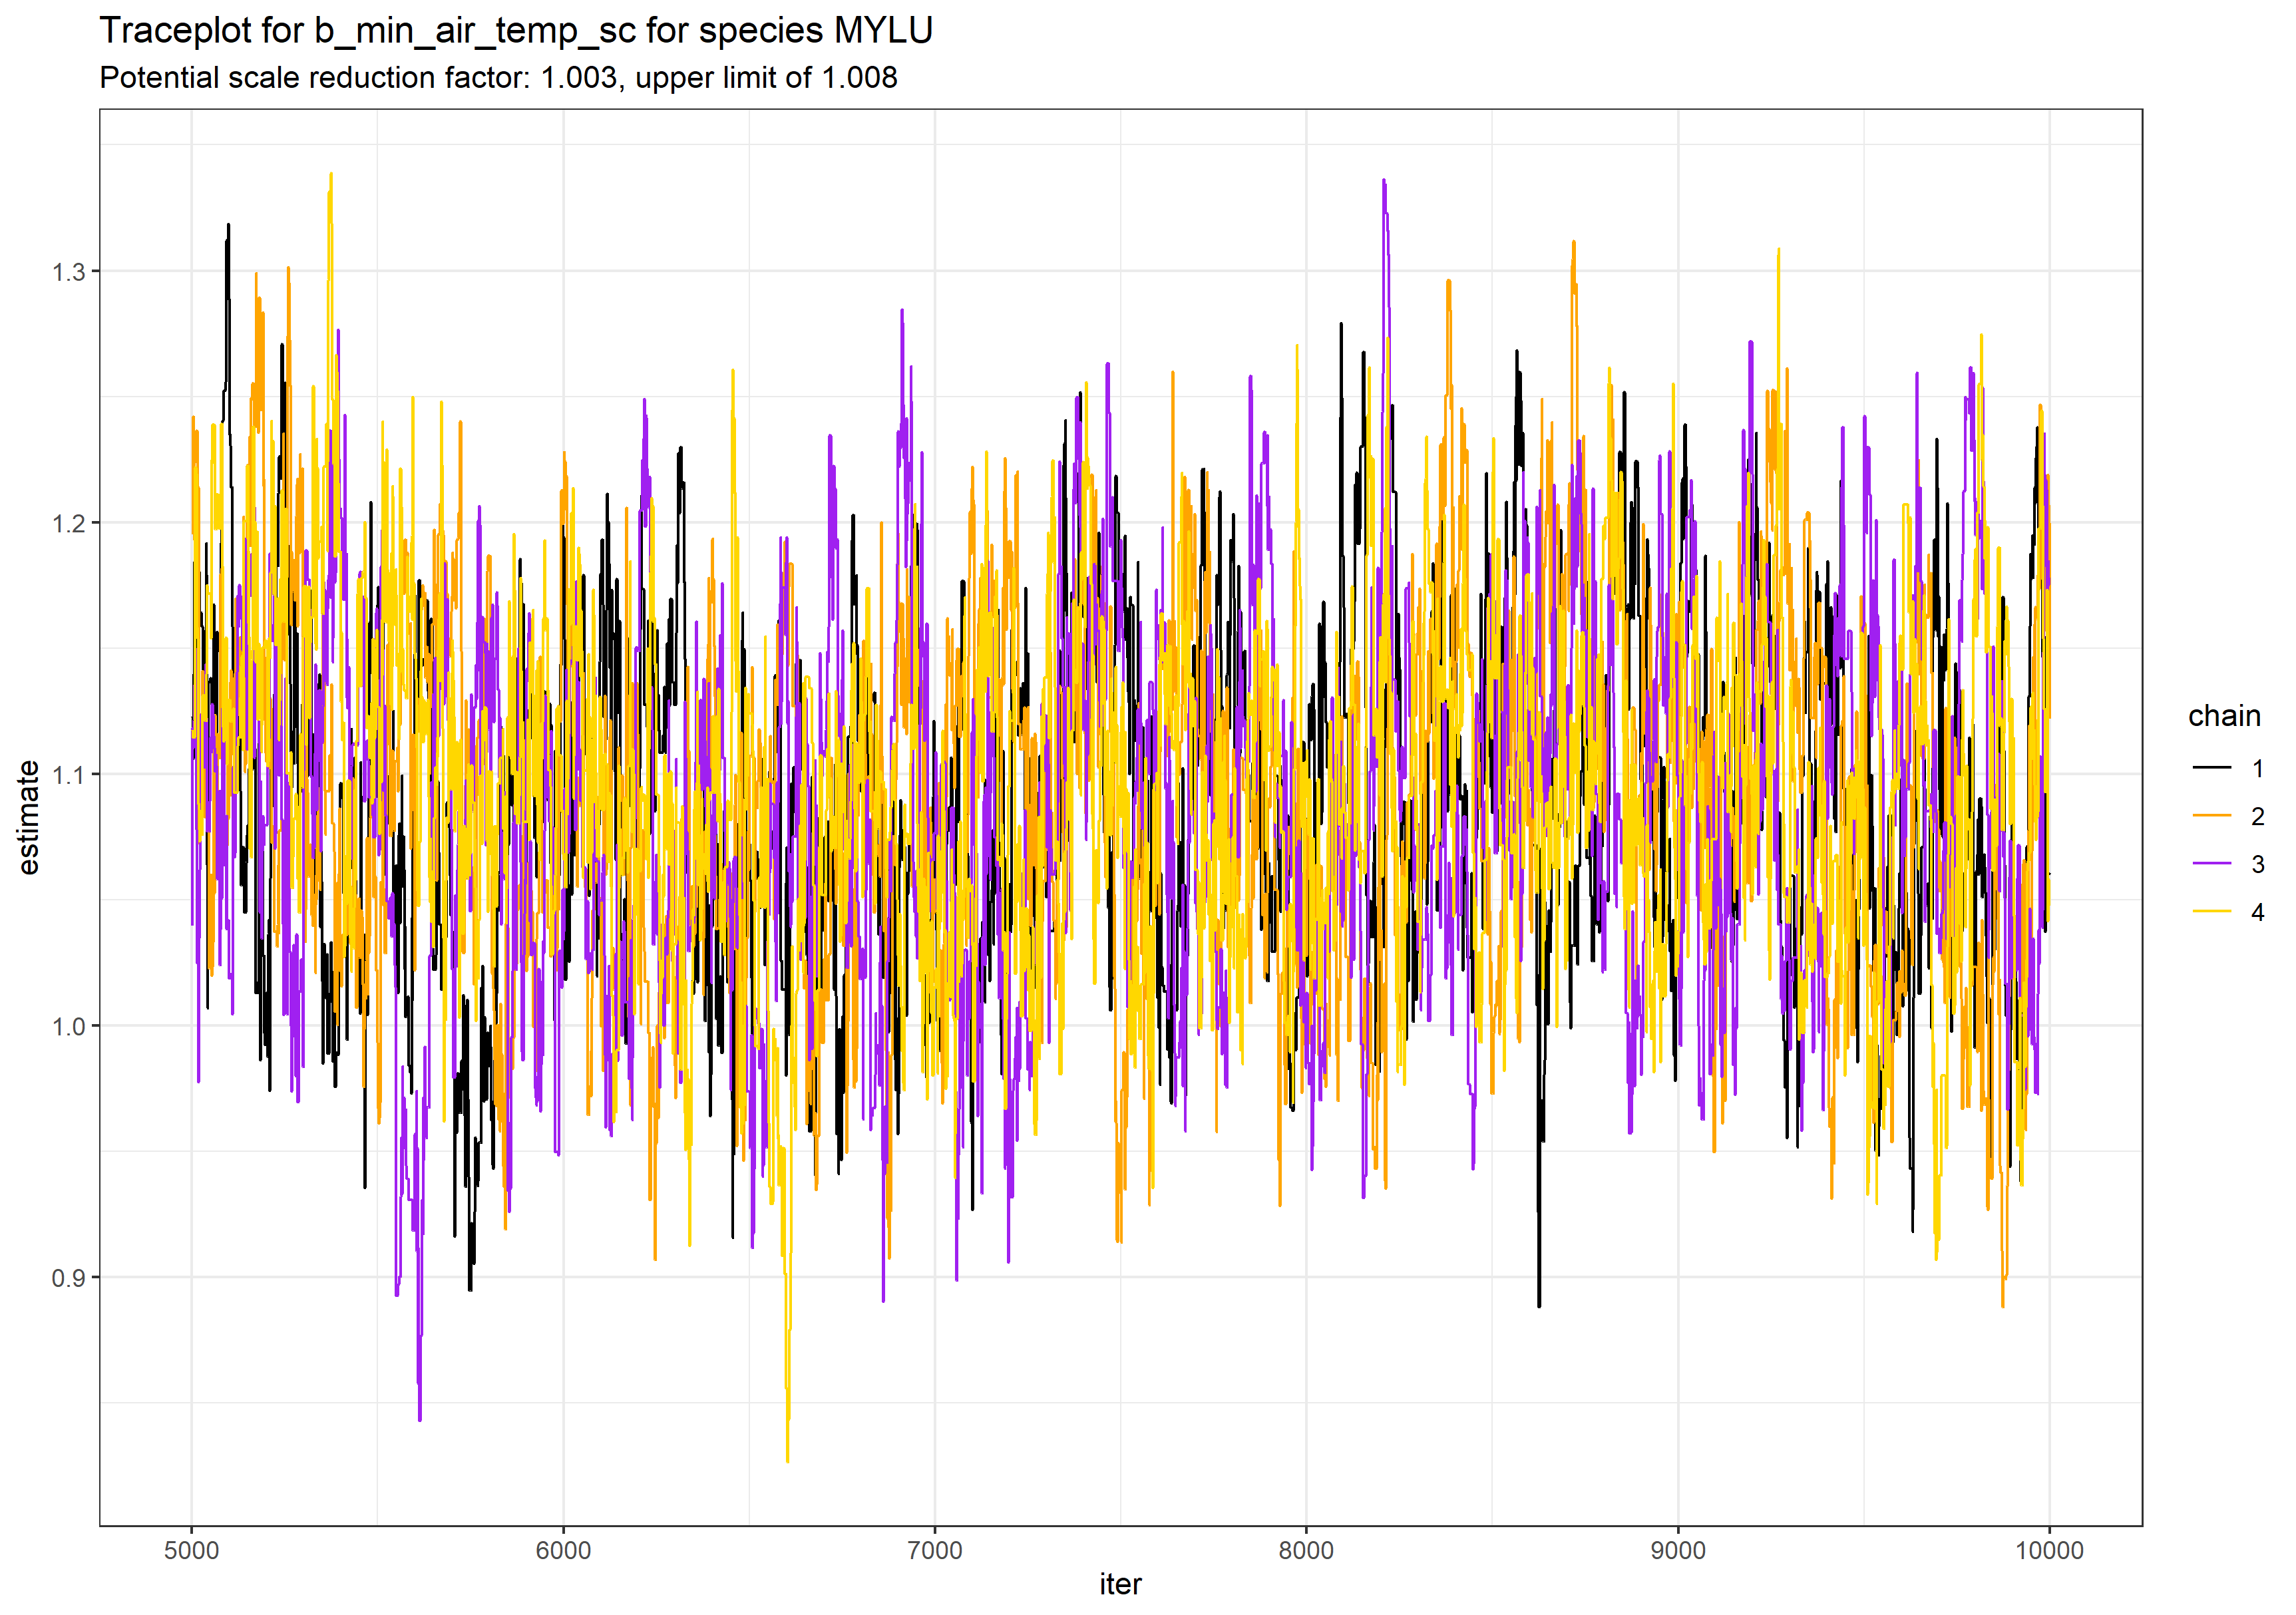 Traceplot for b_min_air_temp_sc for species MYLU
Potential scale reduction factor: 1.003, upper limit of 1.008
1.3
1.2
1.1
1.0
0.9
estimate
5000 6000 7000 8000 9000 10000
iter
chain
1
2
3
4